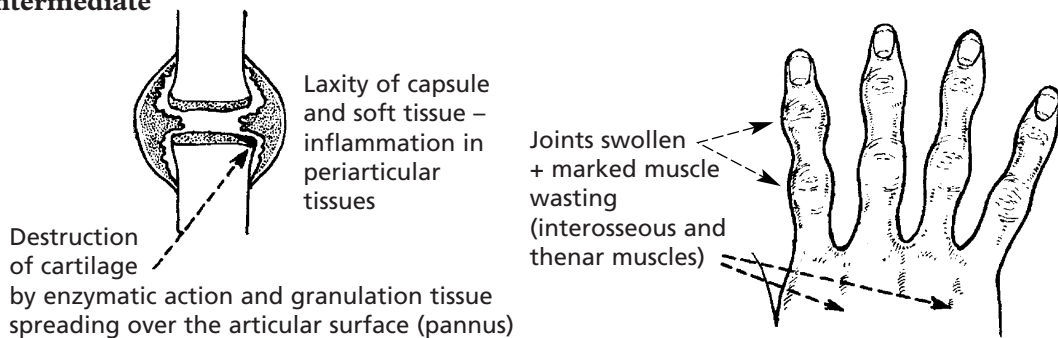 ntermediate
Laxity of capsule
and soft tissue –
inflammation in
periarticular
tissues
Destruction
of cartilage
by enzymatic action and granulation tissue
spreading over the articular surface (pannus)
Joints swollen
+ marked muscle
wasting
(interosseous and
thenar muscles)